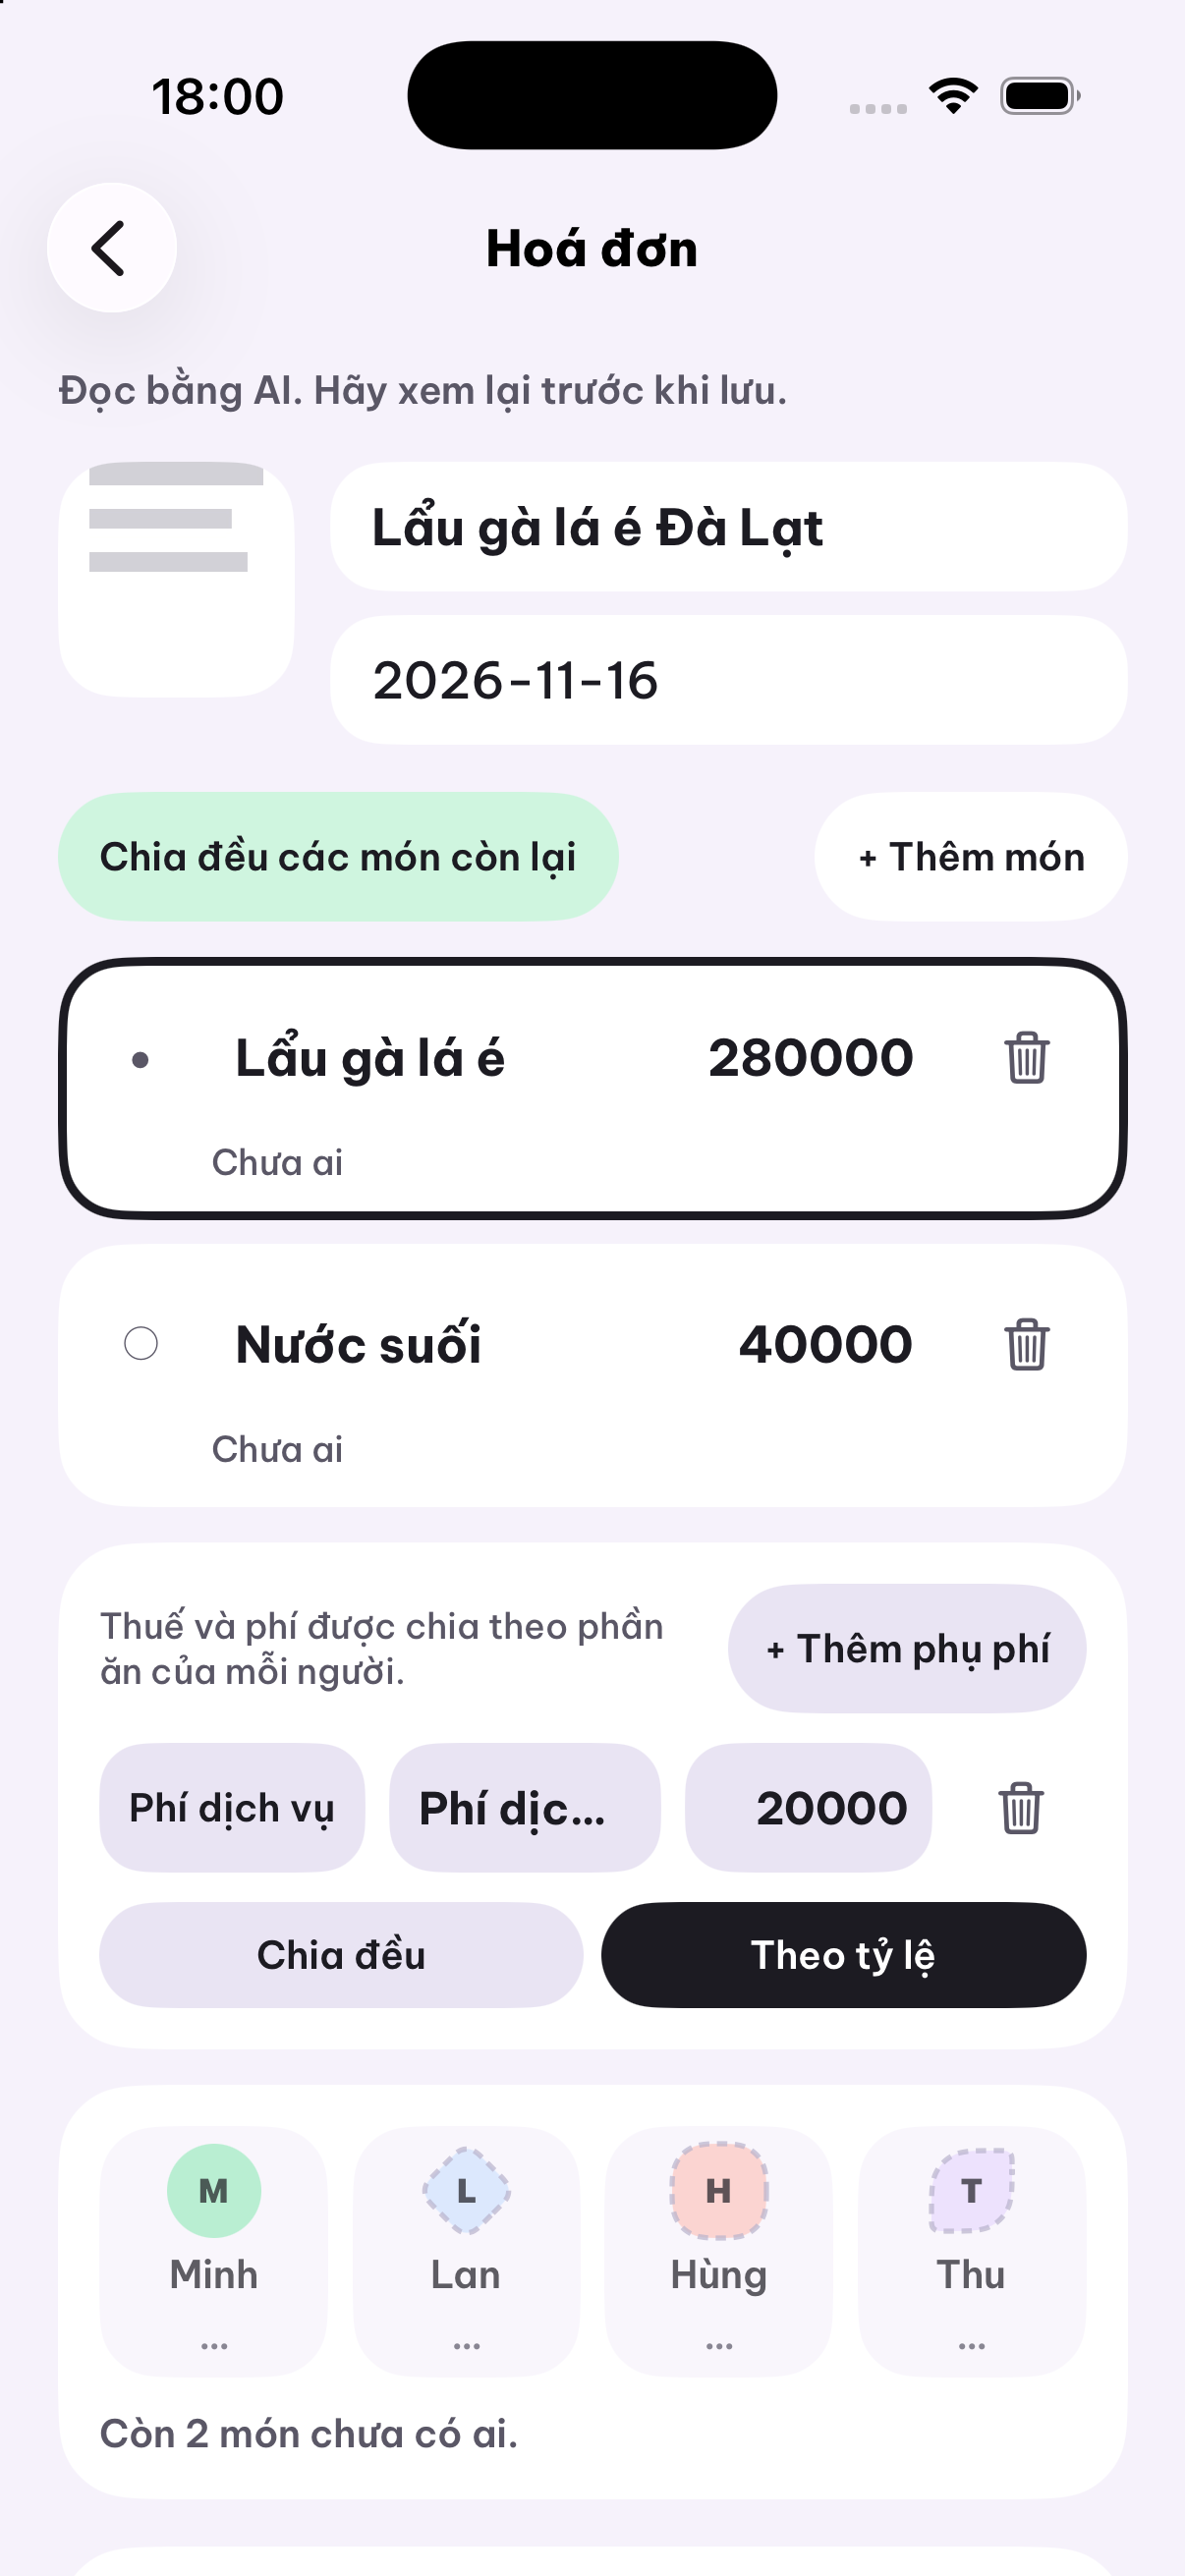 18:00
Hoá đơn
Đọc bằng AI. Hãy xem lại trước khi lưu.
Lẩu gà lá é Đà Lạt
2026-11-16
Chia đều các món còn lại
+ Thêm món
Lẩu gà lá é 280000
Chưa ai
Nước suối 40000
Chưa ai
Thuế và phí được chia theo phần
ăn của mỗi người.
+ Thêm phụ phí
Phí dịch vụ Phí dịc... 20000
Chia đều Theo tỷ lệ
M L H T
Minh Lan Hùng Thu
... ... ... ...
Còn 2 món chưa có ai.